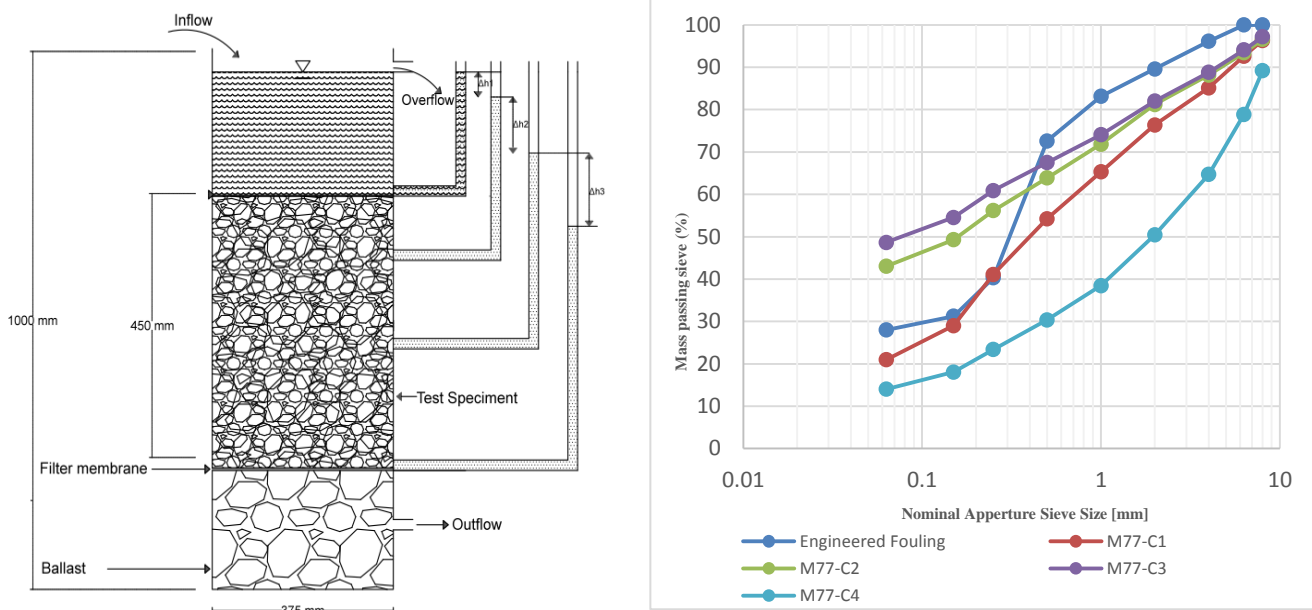 Inflow
Overflow
Δh1
Δh2
Δh3
1000 mm
450 mm
Test Speciment
Filter membrane
Outflow
Ballast
375 mm
Mass passing sieve (%)
100
90
80
70
60
50
40
30
20
10
0
0.01
0.1
1
10
Nominal Apperture Sieve Size [mm]
Engineered Fouling
M77-C1
M77-C2
M77-C3
M77-C4